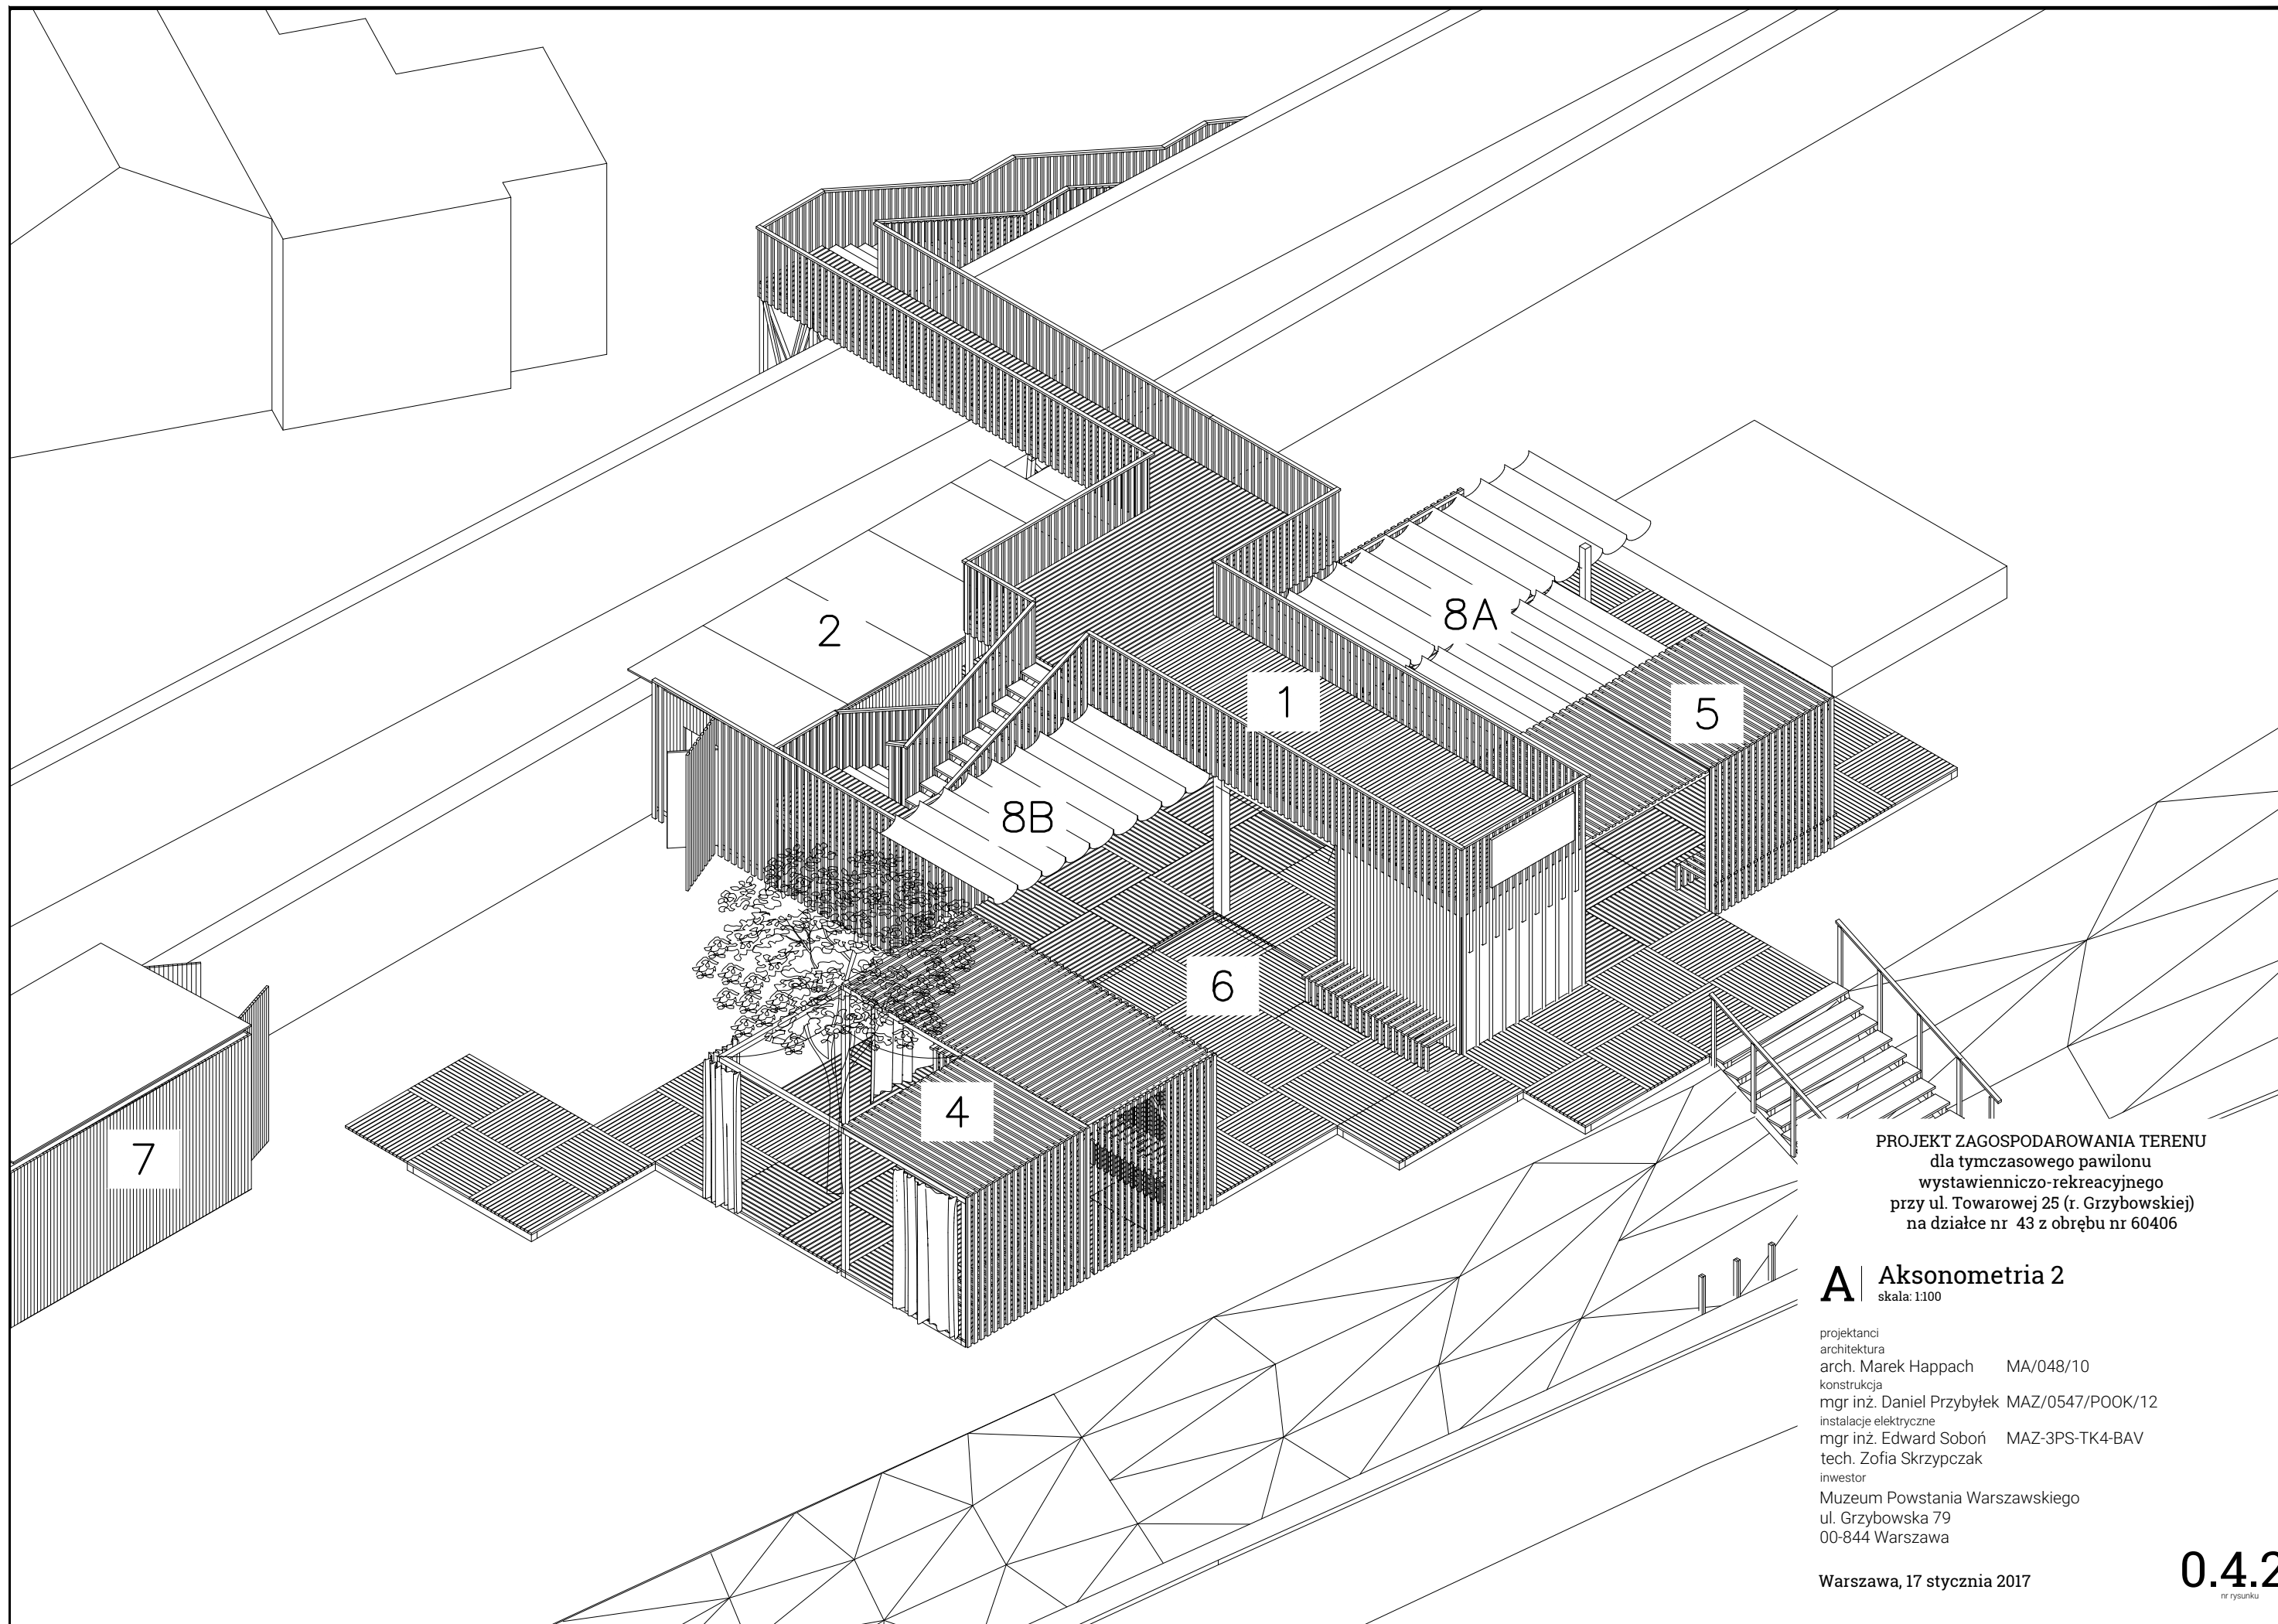 2
8A
1
5
8B
6
4
7
PROJEKT ZAGOSPODAROWANIA TERENU
dla tymczasowego pawilonu
wystawienniczo-rekreacyjnego
przy ul. Towarowej 25 (r. Grzybowskiej)
na działce nr 43 z obrębu nr 60406
A Aksonometria 2
skala: 1:100
projektanci
architektura
arch. Marek Happach MA/048/10
konstrukcja
mgr inż. Daniel Przybyłek MAZ/0547/POOK/12
instalacje elektryczne
mgr inż. Edward Soboń MAZ-3PS-TK4-BAV
tech. Zofia Skrzypczak
inwestor
Muzeum Powstania Warszawskiego
ul. Grzybowska 79
00-844 Warszawa
Warszawa, 17 stycznia 2017
0.4.2
nr rysunku